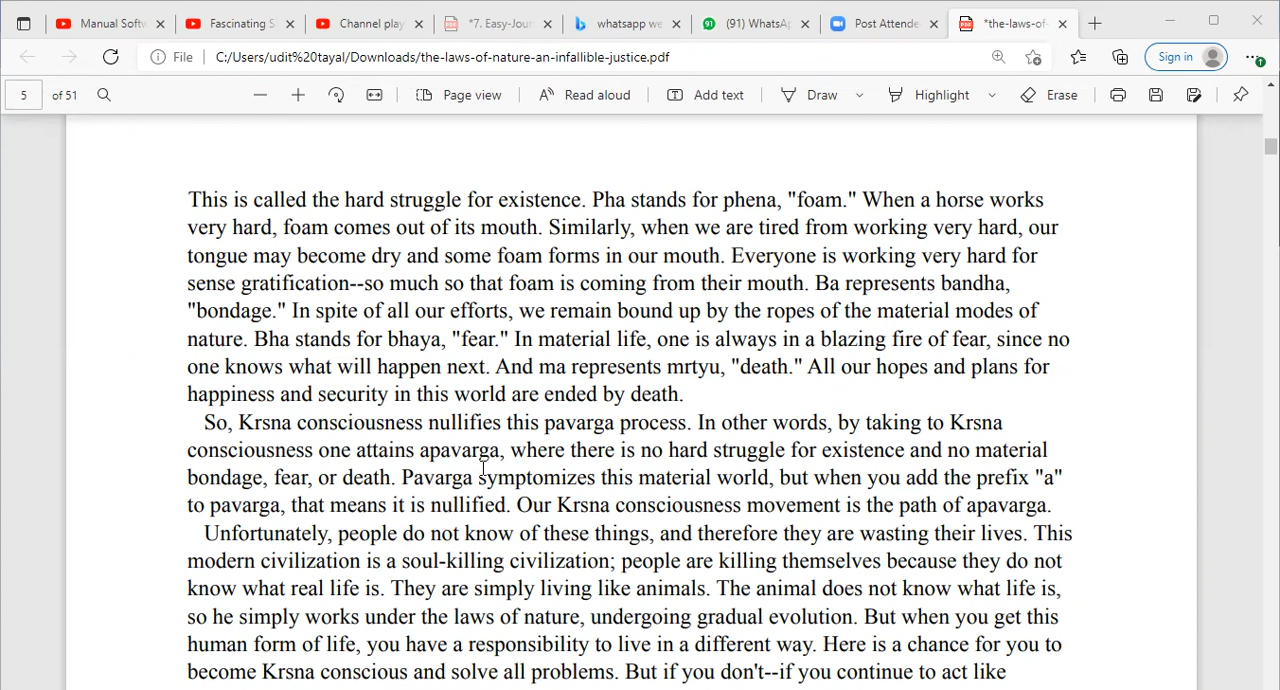 Manual Softw
Fascinating S
Channel play
*7. Easy-Jour
whatsapp we
(91) WhatsAp
Post Attende
*the-laws-of-
File
C:/Users/udit%20tayal/Downloads/the-laws-of-nature-an-infallible-justice.pdf
Sign in
5
of 51
Page view
Read aloud
Add text
Draw
Highlight
Erase
This is called the hard struggle for existence. Pha stands for phena, "foam." When a horse works
very hard, foam comes out of its mouth. Similarly, when we are tired from working very hard, our
tongue may become dry and some foam forms in our mouth. Everyone is working very hard for
sense gratification--so much so that foam is coming from their mouth. Ba represents bandha,
"bondage." In spite of all our efforts, we remain bound up by the ropes of the material modes of
nature. Bha stands for bhaya, "fear." In material life, one is always in a blazing fire of fear, since no
one knows what will happen next. And ma represents mrtyu, "death." All our hopes and plans for
happiness and security in this world are ended by death.
So, Krsna consciousness nullifies this pavarga process. In other words, by taking to Krsna
consciousness one attains apavarga, where there is no hard struggle for existence and no material
bondage, fear, or death. Pavarga symptomizes this material world, but when you add the prefix "a"
to pavarga, that means it is nullified. Our Krsna consciousness movement is the path of apavarga.
Unfortunately, people do not know of these things, and therefore they are wasting their lives. This
modern civilization is a soul-killing civilization; people are killing themselves because they do not
know what real life is. They are simply living like animals. The animal does not know what life is,
so he simply works under the laws of nature, undergoing gradual evolution. But when you get this
human form of life, you have a responsibility to live in a different way. Here is a chance for you to
become Krsna conscious and solve all problems. But if you don't--if you continue to act like